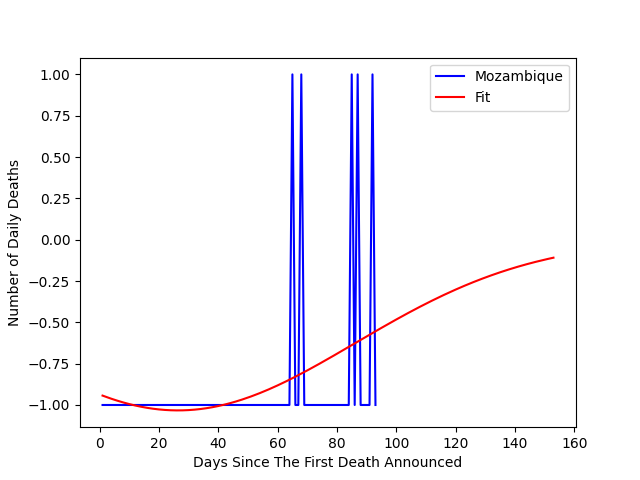 Mozambique
Fit
1.00
0.75
0.50
0.25
0.00
−0.25
−0.50
−0.75
−1.00
Number of Daily Deaths
0 20 40 60 80 100 120 140 160
Days Since The First Death Announced